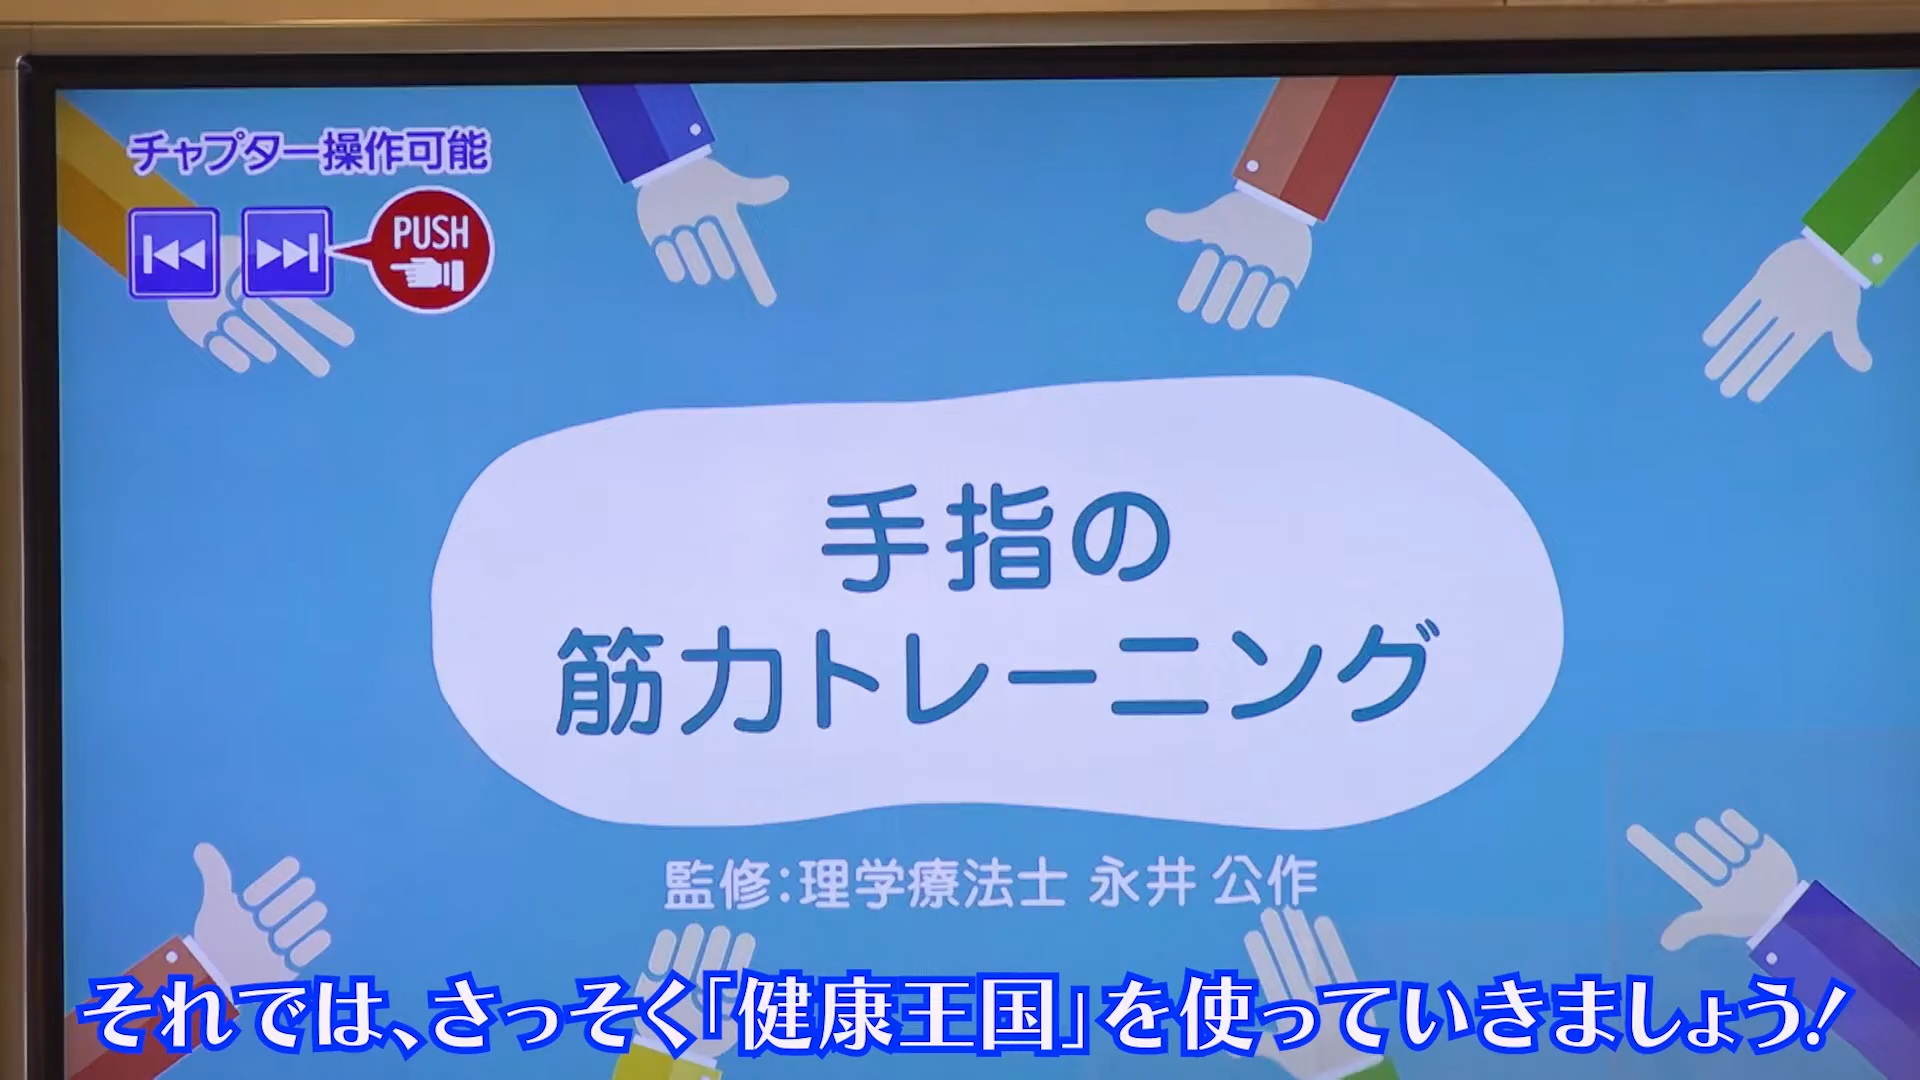 チャプター操作可能
PUSH
手指の
筋力トレーニング
監修：理学療法士 永井 公作
それでは、さっそく「健康王国」を使っていきましょう！